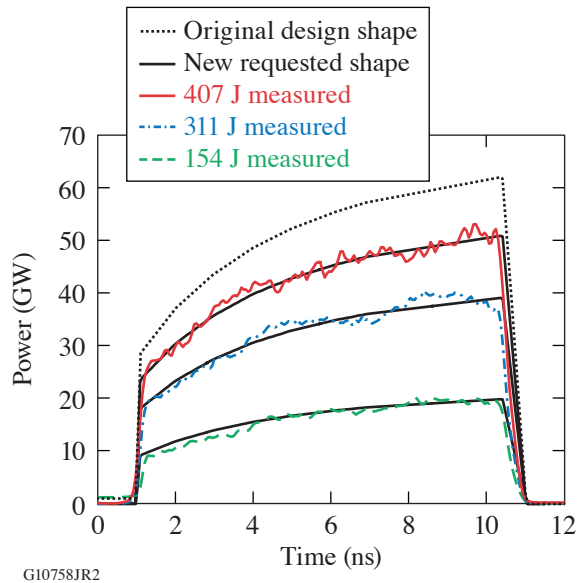 Original design shape
New requested shape
407 J measured
311 J measured
154 J measured
70
60
50
40
30
20
10
0
Power (GW)
0 2 4 6 8 10 12
Time (ns)
G10758JR2